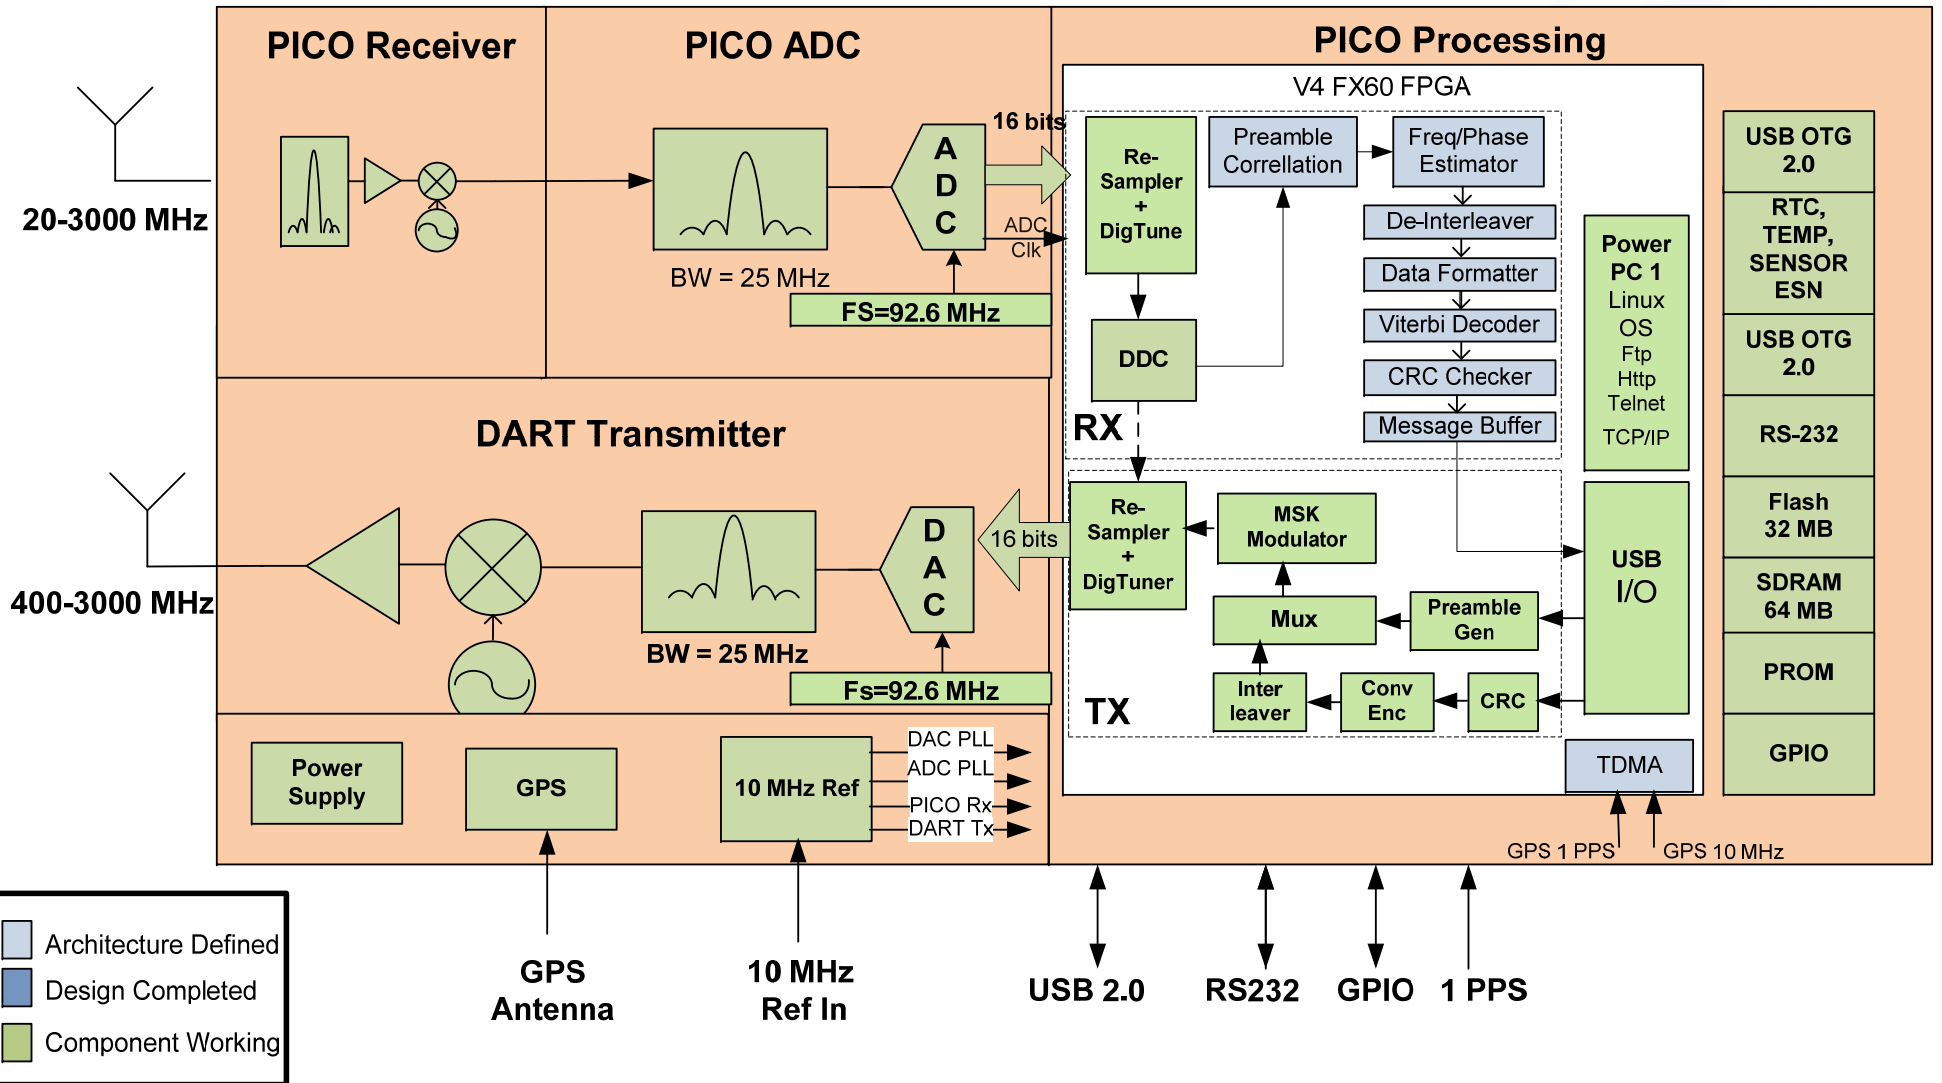 PICO Receiver
PICO ADC
PICO Processing
V4 FX60 FPGA
20-3000 MHz
BW = 25 MHz
A
D
C
FS=92.6 MHz
16 bits
ADC
Clk
Re-
Sampler
+
DigTune
DDC
RX
Preamble
Correllation
Freq/Phase
Estimator
De-Interleaver
Data Formatter
Viterbi Decoder
CRC Checker
Message Buffer
Power
PC 1
Linux
OS
Ftp
Http
Telnet
TCP/IP
USB OTG
2.0
RTC,
TEMP,
SENSOR
ESN
USB OTG
2.0
RS-232
Flash
32 MB
SDRAM
64 MB
PROM
GPIO
DART Transmitter
400-3000 MHz
BW = 25 MHz
D
A
C
Fs=92.6 MHz
16 bits
Re-
Sampler
+
DigTuner
MSK
Modulator
Mux
Preamble
Gen
Inter
leaver
Conv
Enc
CRC
TX
USB
I/O
TDMA
GPS 1 PPS
GPS 10 MHz
Power
Supply
GPS
10 MHz Ref
DAC PLL
ADC PLL
PICO Rx
DART Tx
GPS
Antenna
10 MHz
Ref In
USB 2.0
RS232
GPIO
1 PPS
Architecture Defined
Design Completed
Component Working